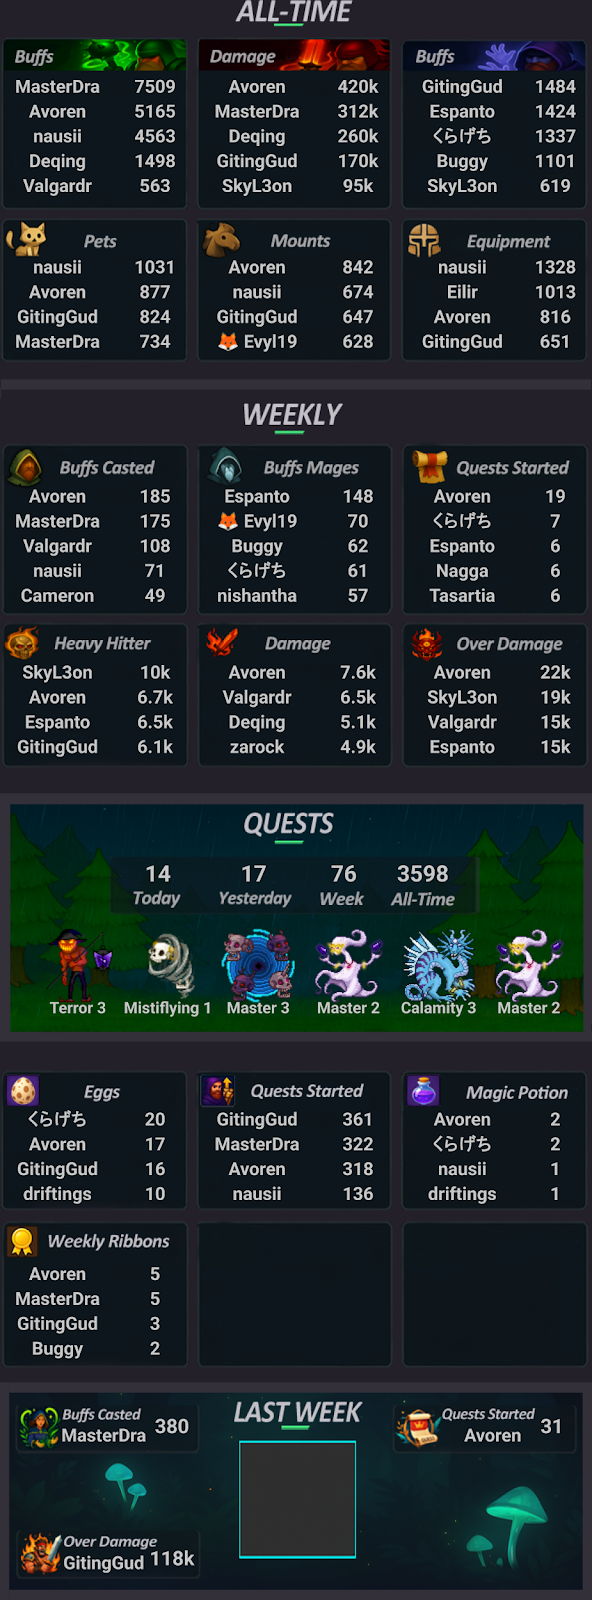 ALL-TIME
Buffs
MasterDra 7509
Avoren 5165
nausii 4563
Deqing 1498
Valgardr 563
Damage
Avoren 420k
MasterDra 312k
Deqing 260k
GitingGud 170k
SkyL3on 95k
Buffs
GitingGud 1484
Espanto 1424
くらげち 1337
Buggy 1101
SkyL3on 619
Pets
nausii 1031
Avoren 877
GitingGud 824
MasterDra 734
Mounts
Avoren 842
nausii 674
GitingGud 647
🦊 Evyl19 628
Equipment
nausii 1328
Eilir 1013
Avoren 816
GitingGud 651
WEEKLY
Buffs Casted
Avoren 185
MasterDra 175
Valgardr 108
nausii 71
Cameron 49
Buffs Mages
Espanto 148
🦊 Evyl19 70
Buggy 62
くらげち 61
nishantha 57
Quests Started
Avoren 19
くらげち 7
Espanto 6
Nagga 6
Tasartia 6
Heavy Hitter
SkyL3on 10k
Avoren 6.7k
Espanto 6.5k
GitingGud 6.1k
Damage
Avoren 7.6k
Valgardr 6.5k
Deqing 5.1k
zarock 4.9k
Over Damage
Avoren 22k
SkyL3on 19k
Valgardr 15k
Espanto 15k
QUESTS
14 17 76 3598
Today Yesterday Week All-Time
Terror 3 Mistiflying 1 Master 3 Master 2 Calamity 3 Master 2
Eggs
くらげち 20
Avoren 17
GitingGud 16
driftings 10
Quests Started
GitingGud 361
MasterDra 322
Avoren 318
nausii 136
Magic Potion
Avoren 2
くらげち 2
nausii 1
driftings 1
Weekly Ribbons
Avoren 5
MasterDra 5
GitingGud 3
Buggy 2
LAST WEEK
Buffs Casted
MasterDra 380
Quests Started
Avoren 31
Over Damage
GitingGud 118k